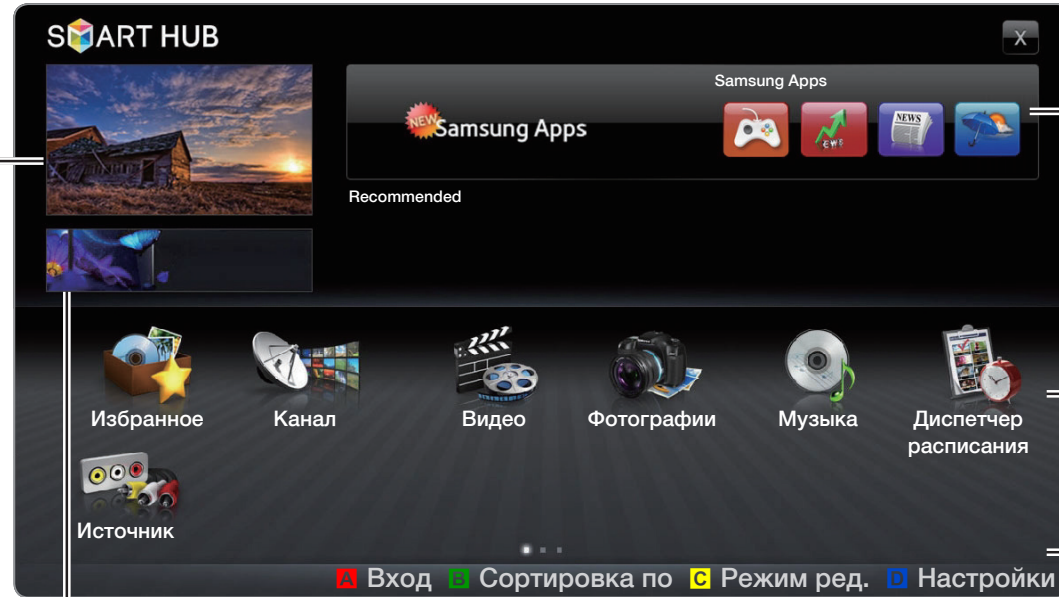 SMART HUB
X
Samsung Apps
NEW
Samsung Apps
NEWS
Recommended
Избранное
Канал
Видео
Фотографии
Музыка
Диспетчер
расписания
Источник
A Вход B Сортировка по C Режим ред. D Настройки